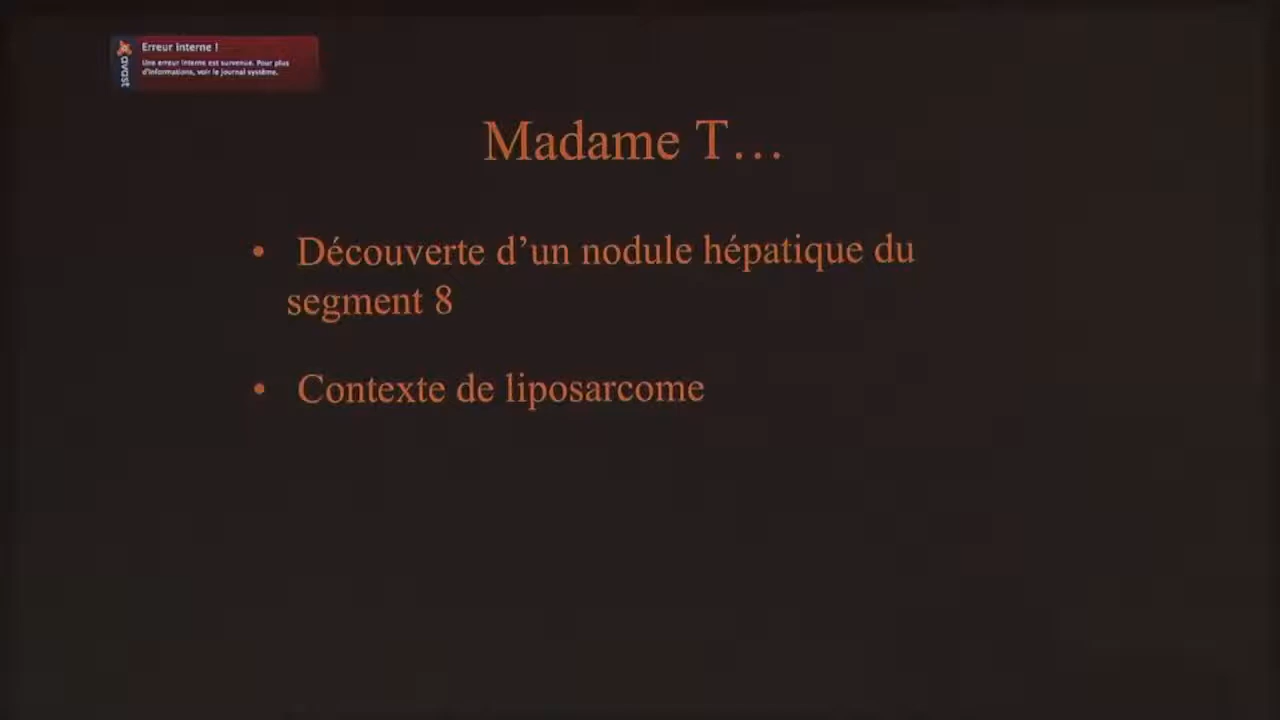 Erreur interne !
Une erreur interne est survenue. Pour plus
d'informations, voir le journal système.
avast
Madame T…
• Découverte d’un nodule hépatique du
segment 8
• Contexte de liposarcome